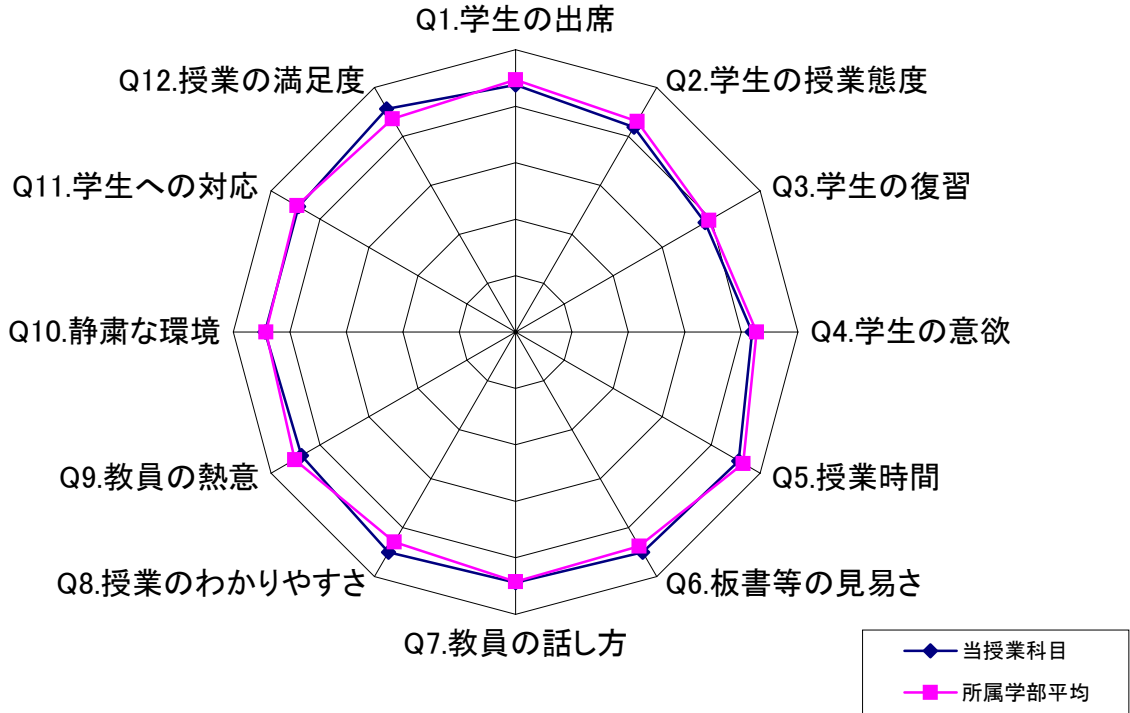 Q1.学生の出席
Q2.学生の授業態度
Q3.学生の復習
Q4.学生の意欲
Q5.授業時間
Q6.板書等の見易さ
Q7.教員の話し方
Q8.授業のわかりやすさ
Q9.教員の熱意
Q10.静粛な環境
Q11.学生への対応
Q12.授業の満足度
当授業科目
所属学部平均